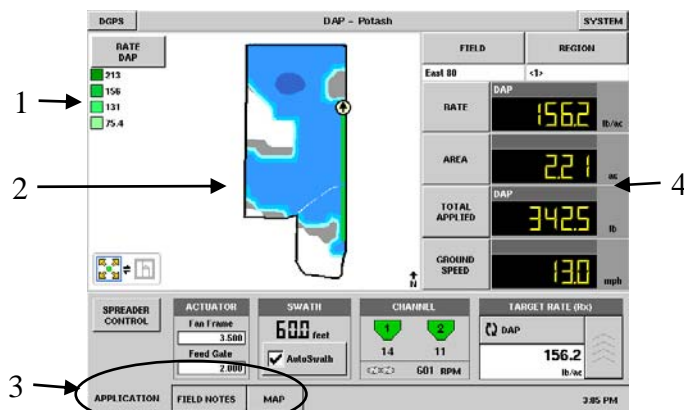 DGPS DAP - Potash SYSTEM
RATE DAP
213
156
131
75.4
FIELD REGION
East 80 <1>
RATE DAP 156.2 lb/ac
AREA 2.21 ac
TOTAL APPLIED DAP 342.5 lb
GROUND SPEED 13.0 mph
N
SPREADER CONTROL
ACTUATOR
Fan Frame
3.500
Feed Gate
2.000
SWATH
60.0 feet
AutoSwath
CHANNEL
1 2
14 11
601 RPM
TARGET RATE (Rx)
DAP
156.2
lb/ac
APPLICATION FIELD NOTES MAP 3:05 PM
1
2
3
4